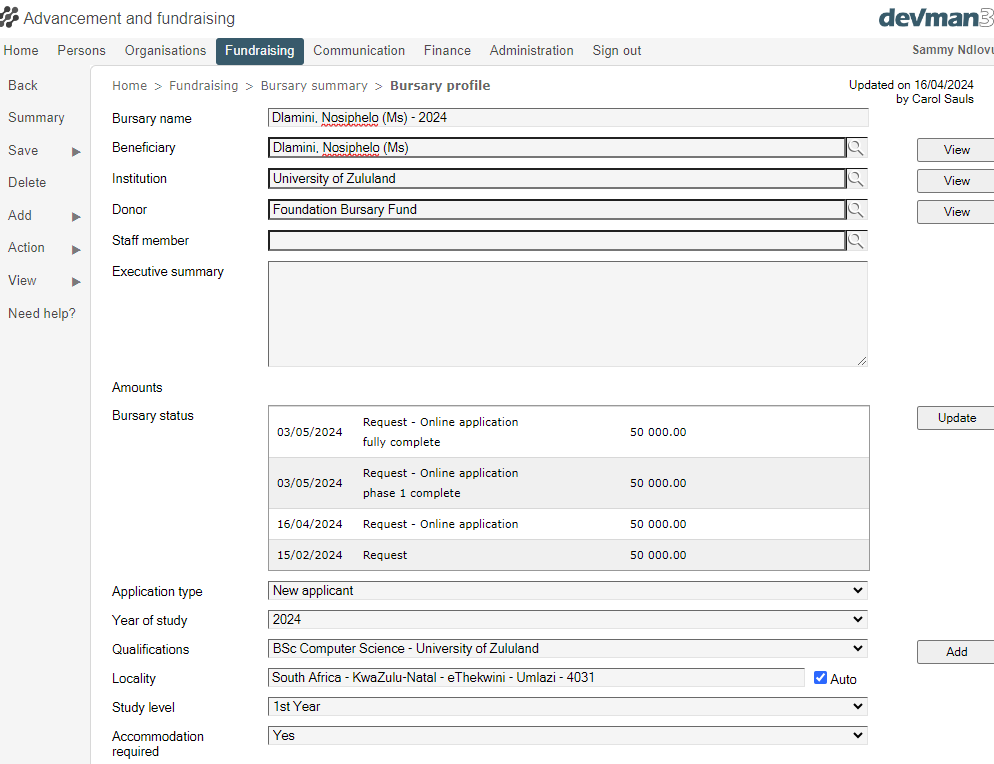 Advancement and fundraising
devman3
Home Persons Organisations Fundraising Communication Finance Administration Sign out
Sammy Ndlovu
Back
Summary
Save
Delete
Add
Action
View
Need help?
Home > Fundraising > Bursary summary > Bursary profile
Updated on 16/04/2024
by Carol Sauls
Bursary name Dlamini, Nosiphelo (Ms) - 2024
Beneficiary Dlamini, Nosiphelo (Ms) View
Institution University of Zululand View
Donor Foundation Bursary Fund View
Staff member
Executive summary
Amounts
Bursary status Update
03/05/2024 Request - Online application fully complete 50 000.00
03/05/2024 Request - Online application phase 1 complete 50 000.00
16/04/2024 Request - Online application 50 000.00
15/02/2024 Request 50 000.00
Application type New applicant
Year of study 2024
Qualifications BSc Computer Science - University of Zululand Add
Locality South Africa - KwaZulu-Natal - eThekwini - Umlazi - 4031 Auto
Study level 1st Year
Accommodation required Yes